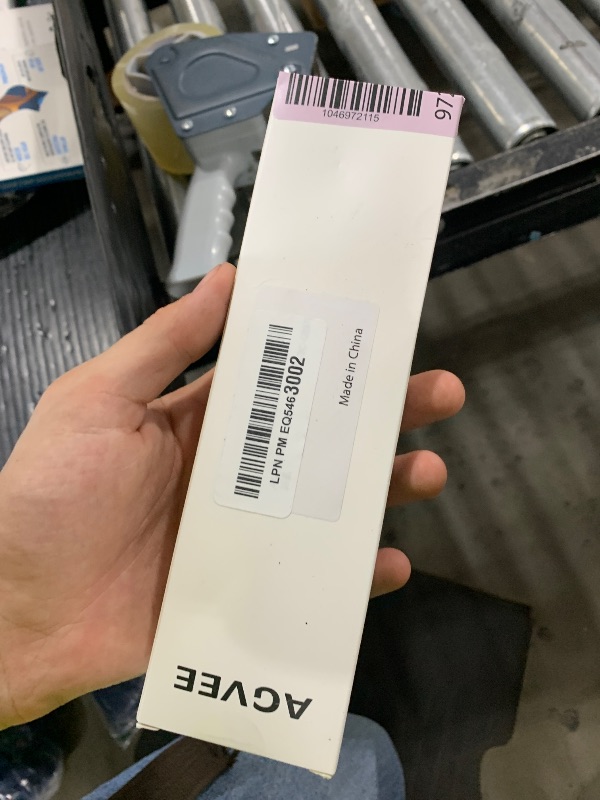 1046972115
97
LPN PM EQ5463002
Made in China
AGVEE